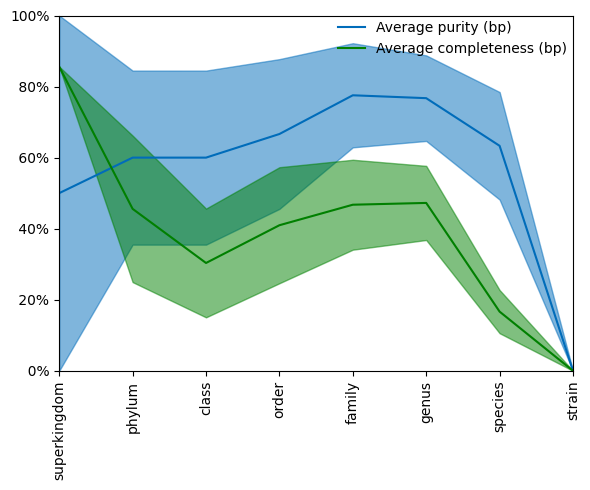 100%
80%
60%
40%
20%
0%
Average purity (bp)
Average completeness (bp)
superkingdom
phylum
class
order
family
genus
species
strain